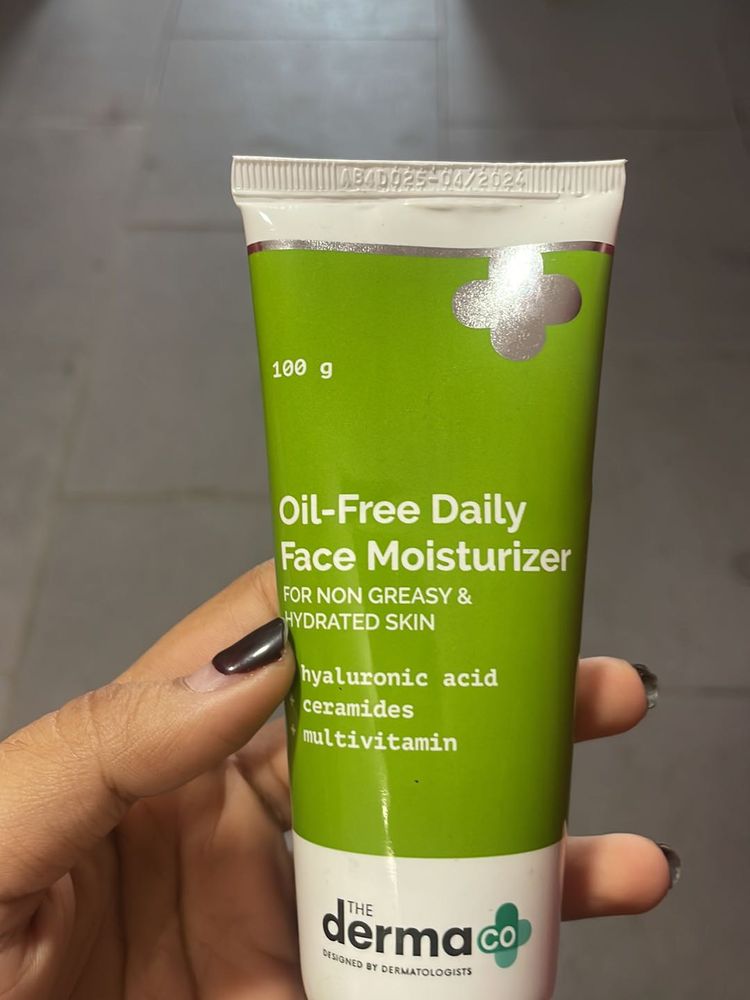 AB4D025-04/2024
100 g
Oil-Free Daily
Face Moisturizer
FOR NON GREASY &
HYDRATED SKIN
hyaluronic acid
+ ceramides
+ multivitamin
THE
derma co
DESIGNED BY DERMATOLOGISTS